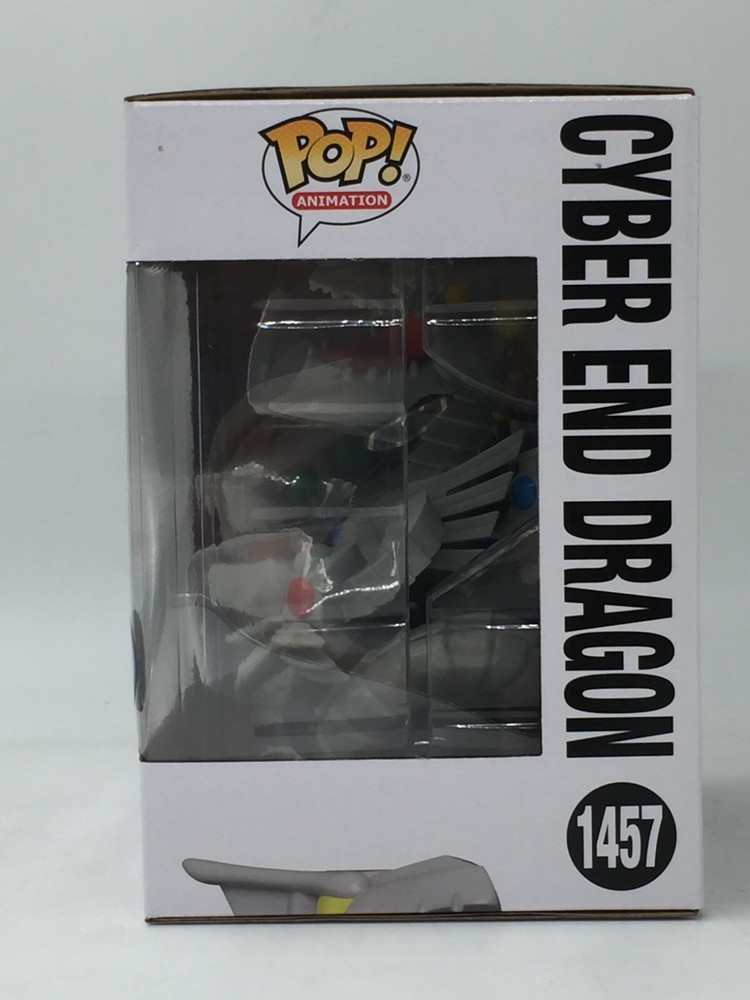 POP!®
ANIMATION
CYBER END DRAGON
1457